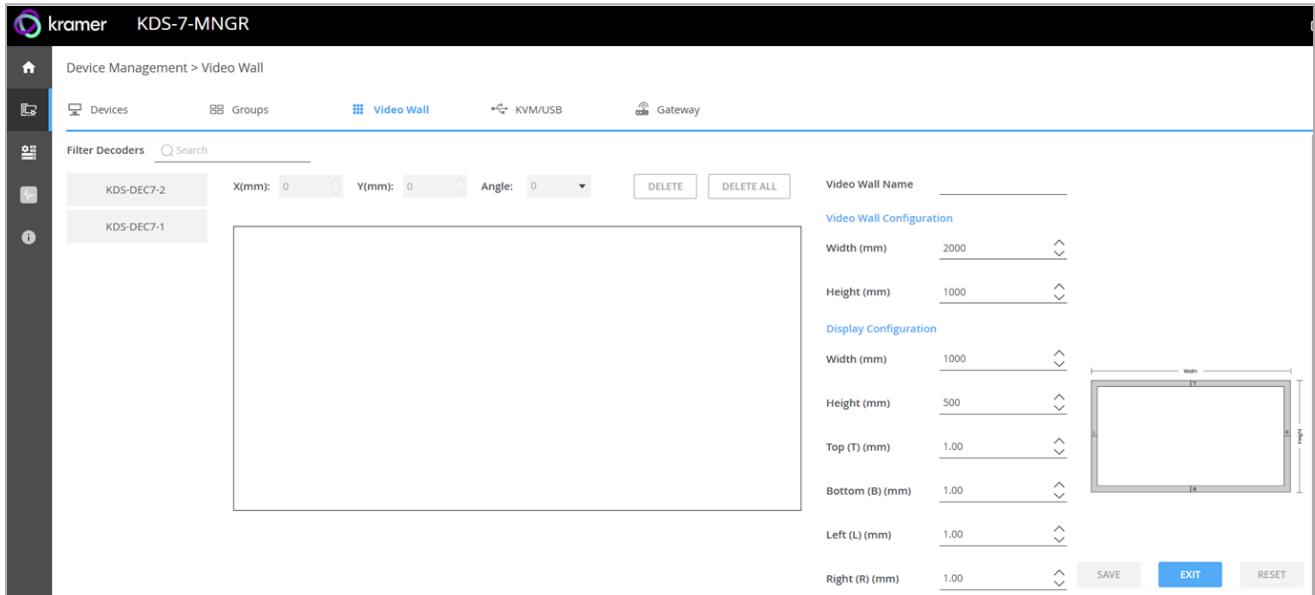 kramer KDS-7-MNGR
Device Management > Video Wall
Devices Groups Video Wall KVM/USB Gateway
Filter Decoders Search
KDS-DEC7-2
KDS-DEC7-1
X(mm): 0 Y(mm): 0 Angle: 0 DELETE DELETE ALL
Video Wall Name
Video Wall Configuration
Width (mm) 2000
Height (mm) 1000
Display Configuration
Width (mm) 1000
Height (mm) 500
Top (T) (mm) 1.00
Bottom (B) (mm) 1.00
Left (L) (mm) 1.00
Right (R) (mm) 1.00
Width
T
L
R
Height
B
SAVE EXIT RESET